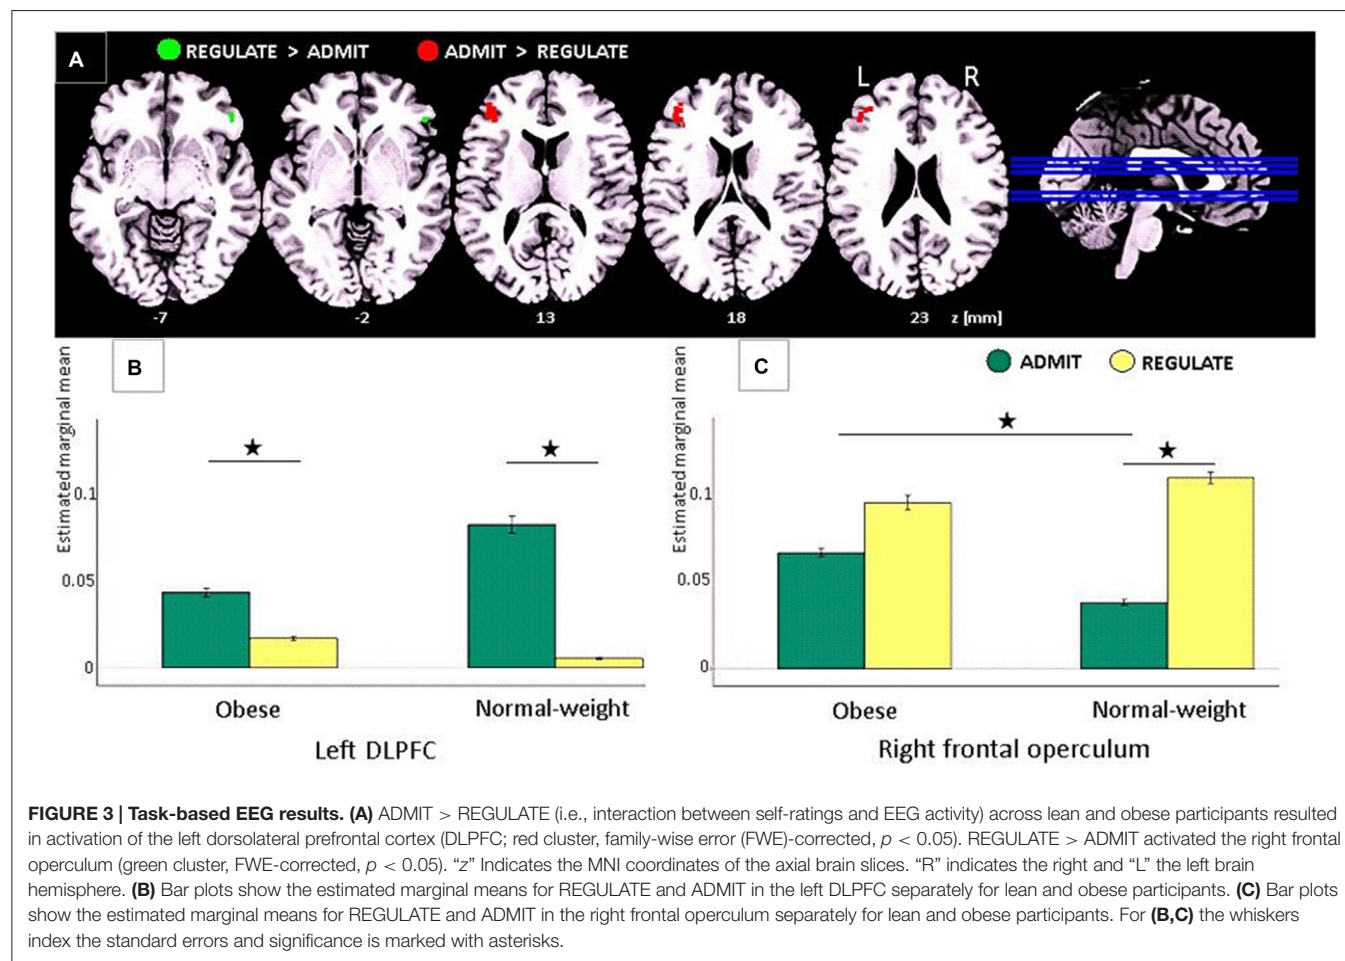 A
REGULATE > ADMIT
ADMIT > REGULATE
L
R
-7
-2
13
18
23
z [mm]
B
C
ADMIT
REGULATE
Estimated marginal mean
0.1
0.05
0
Obese
Normal-weight
Left DLPFC
Estimated marginal mean
0.1
0.05
0
Obese
Normal-weight
Right frontal operculum
FIGURE 3 | Task-based EEG results. (A) ADMIT > REGULATE (i.e., interaction between self-ratings and EEG activity) across lean and obese participants resulted
in activation of the left dorsolateral prefrontal cortex (DLPFC; red cluster, family-wise error (FWE)-corrected, p < 0.05). REGULATE > ADMIT activated the right frontal
operculum (green cluster, FWE-corrected, p < 0.05). “z” Indicates the MNI coordinates of the axial brain slices. “R” indicates the right and “L” the left brain
hemisphere. (B) Bar plots show the estimated marginal means for REGULATE and ADMIT in the left DLPFC separately for lean and obese participants. (C) Bar plots
show the estimated marginal means for REGULATE and ADMIT in the right frontal operculum separately for lean and obese participants. For (B,C) the whiskers
index the standard errors and significance is marked with asterisks.